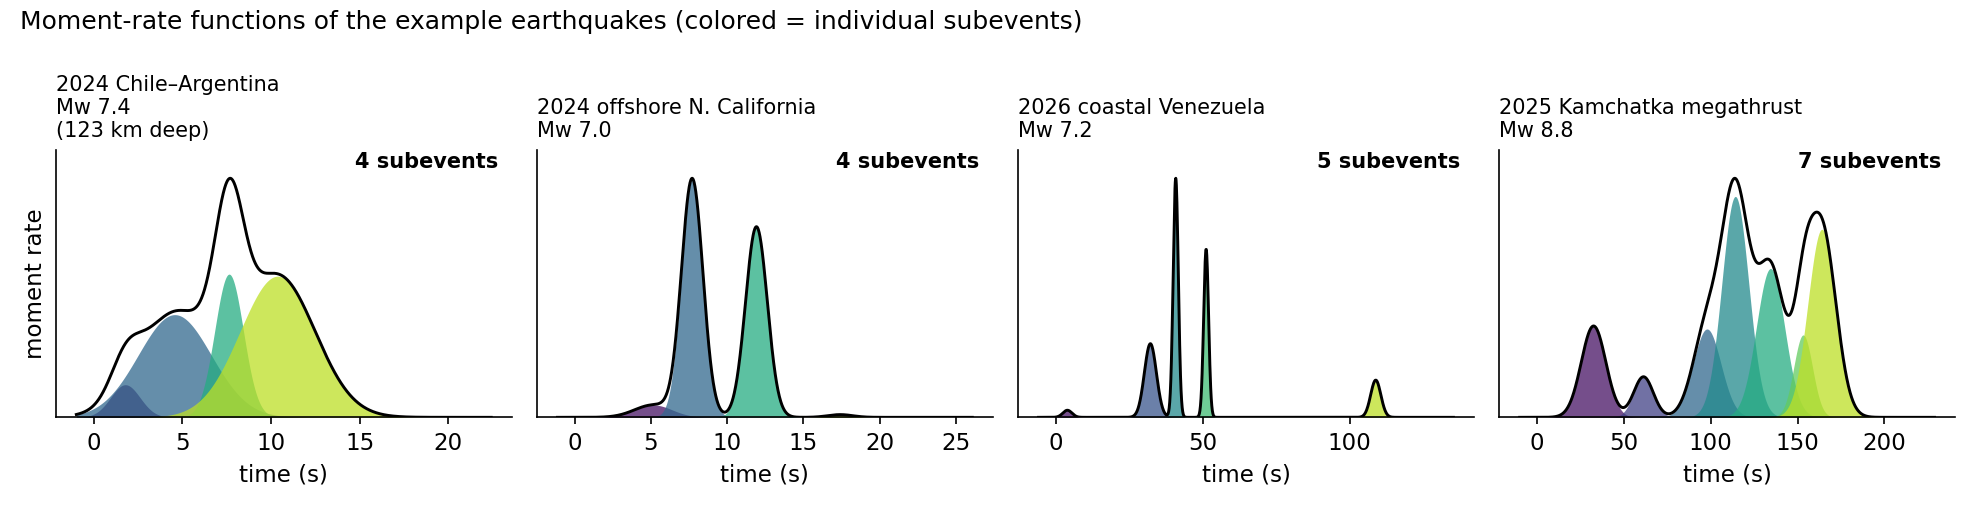 Moment-rate functions of the example earthquakes (colored = individual subevents)
2024 Chile–Argentina
Mw 7.4
(123 km deep)
4 subevents
moment rate
0 5 10 15 20
time (s)
2024 offshore N. California
Mw 7.0
4 subevents
0 5 10 15 20 25
time (s)
2026 coastal Venezuela
Mw 7.2
5 subevents
0 50 100
time (s)
2025 Kamchatka megathrust
Mw 8.8
7 subevents
0 50 100 150 200
time (s)